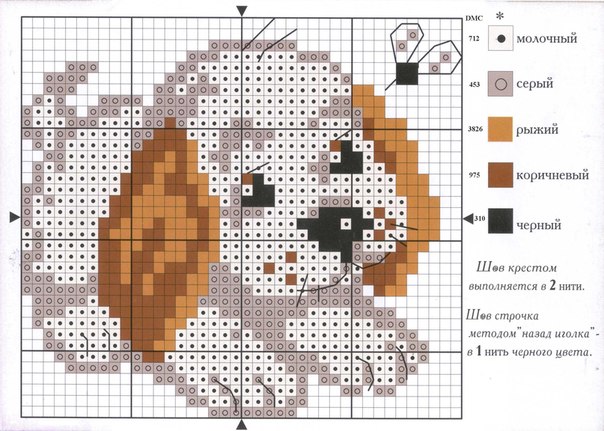 DMC *
712 молочный
453 серый
3826 рыжий
975 коричневый
310 черный
Шов крестом
выполняется в 2 нити.
Шов строчка
методом "назад иголка"-
в 1 нить черного цвета.